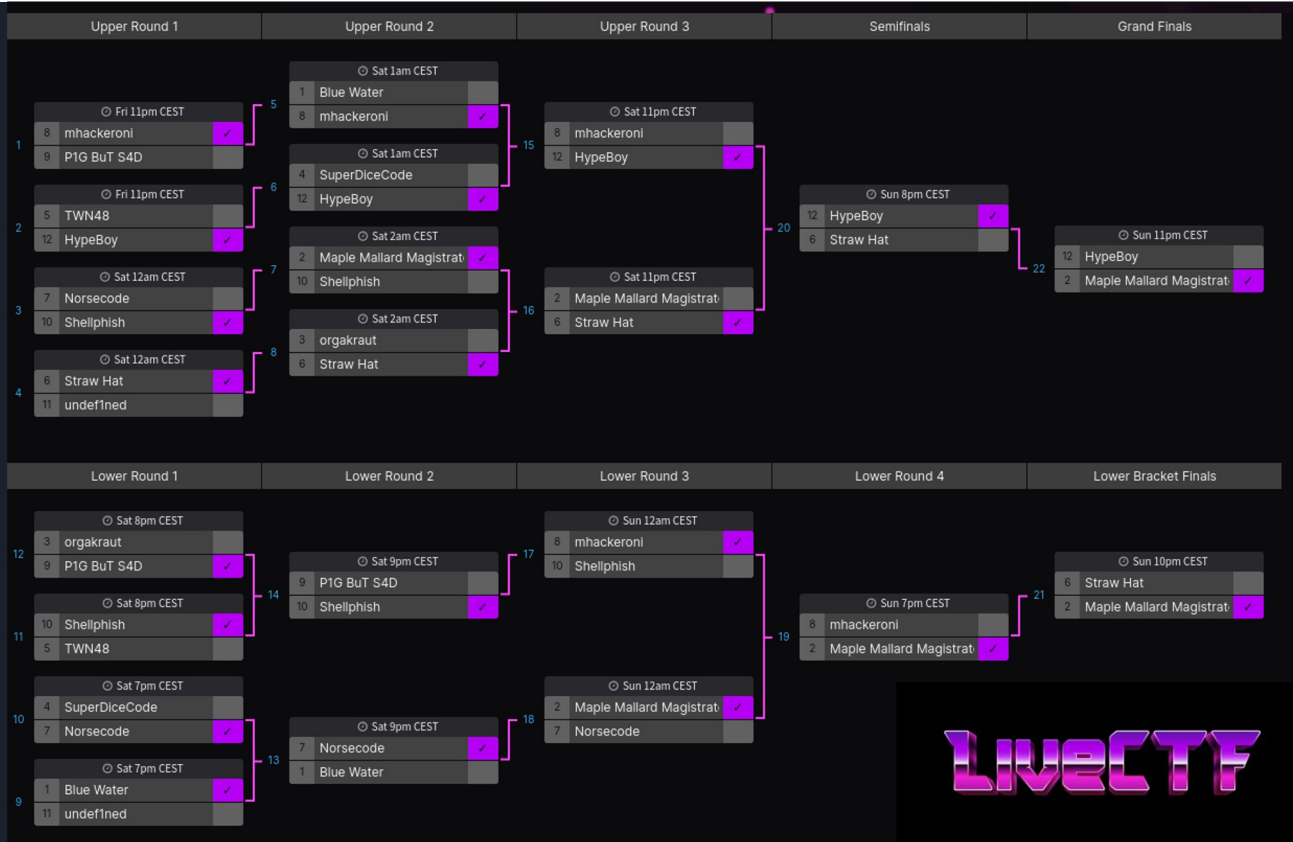 Upper Round 1
Upper Round 2
Upper Round 3
Semifinals
Grand Finals
1
Fri 11pm CEST
8 mhackeroni ✓
9 P1G BuT S4D
2
Fri 11pm CEST
5 TWN48
12 HypeBoy ✓
3
Sat 12am CEST
7 Norsecode
10 Shellphish ✓
4
Sat 12am CEST
6 Straw Hat ✓
11 undef1ned
5
Sat 1am CEST
1 Blue Water
8 mhackeroni ✓
6
Sat 1am CEST
4 SuperDiceCode
12 HypeBoy ✓
7
Sat 2am CEST
2 Maple Mallard Magistrat ✓
10 Shellphish
8
Sat 2am CEST
3 orgakraut
6 Straw Hat ✓
15
Sat 11pm CEST
8 mhackeroni
12 HypeBoy ✓
16
Sat 11pm CEST
2 Maple Mallard Magistrat
6 Straw Hat ✓
20
Sun 8pm CEST
12 HypeBoy ✓
6 Straw Hat
22
Sun 11pm CEST
12 HypeBoy
2 Maple Mallard Magistrat ✓
Lower Round 1
Lower Round 2
Lower Round 3
Lower Round 4
Lower Bracket Finals
12
Sat 8pm CEST
3 orgakraut
9 P1G BuT S4D ✓
11
Sat 8pm CEST
10 Shellphish ✓
5 TWN48
10
Sat 7pm CEST
4 SuperDiceCode
7 Norsecode ✓
9
Sat 7pm CEST
1 Blue Water ✓
11 undef1ned
14
Sat 9pm CEST
9 P1G BuT S4D
10 Shellphish ✓
13
Sat 9pm CEST
7 Norsecode ✓
1 Blue Water
17
Sun 12am CEST
8 mhackeroni ✓
10 Shellphish
18
Sun 12am CEST
2 Maple Mallard Magistrat ✓
7 Norsecode
19
Sun 7pm CEST
8 mhackeroni
2 Maple Mallard Magistrat ✓
21
Sun 10pm CEST
6 Straw Hat
2 Maple Mallard Magistrat ✓
LiveCTF